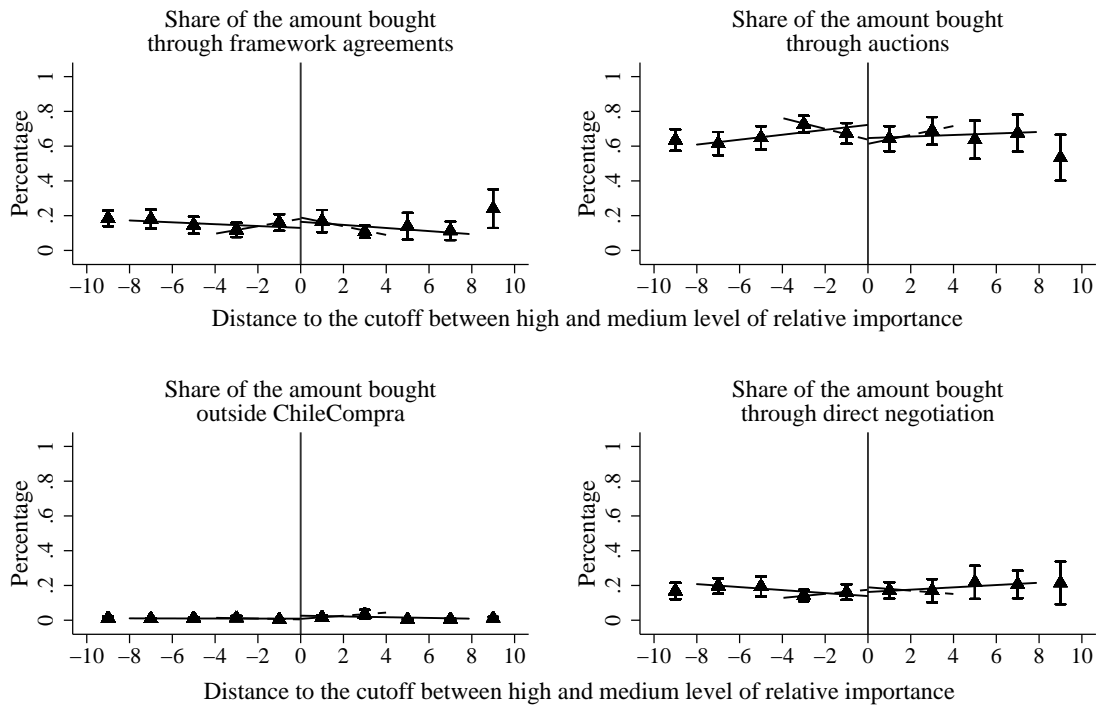 Share of the amount bought
through framework agreements
Percentage
0 .2 .4 .6 .8 1
−10 −8 −6 −4 −2 0 2 4 6 8 10
Share of the amount bought
through auctions
Percentage
0 .2 .4 .6 .8 1
−10 −8 −6 −4 −2 0 2 4 6 8 10
Distance to the cutoff between high and medium level of relative importance
Share of the amount bought
outside ChileCompra
Percentage
0 .2 .4 .6 .8 1
−10 −8 −6 −4 −2 0 2 4 6 8 10
Share of the amount bought
through direct negotiation
Percentage
0 .2 .4 .6 .8 1
−10 −8 −6 −4 −2 0 2 4 6 8 10
Distance to the cutoff between high and medium level of relative importance